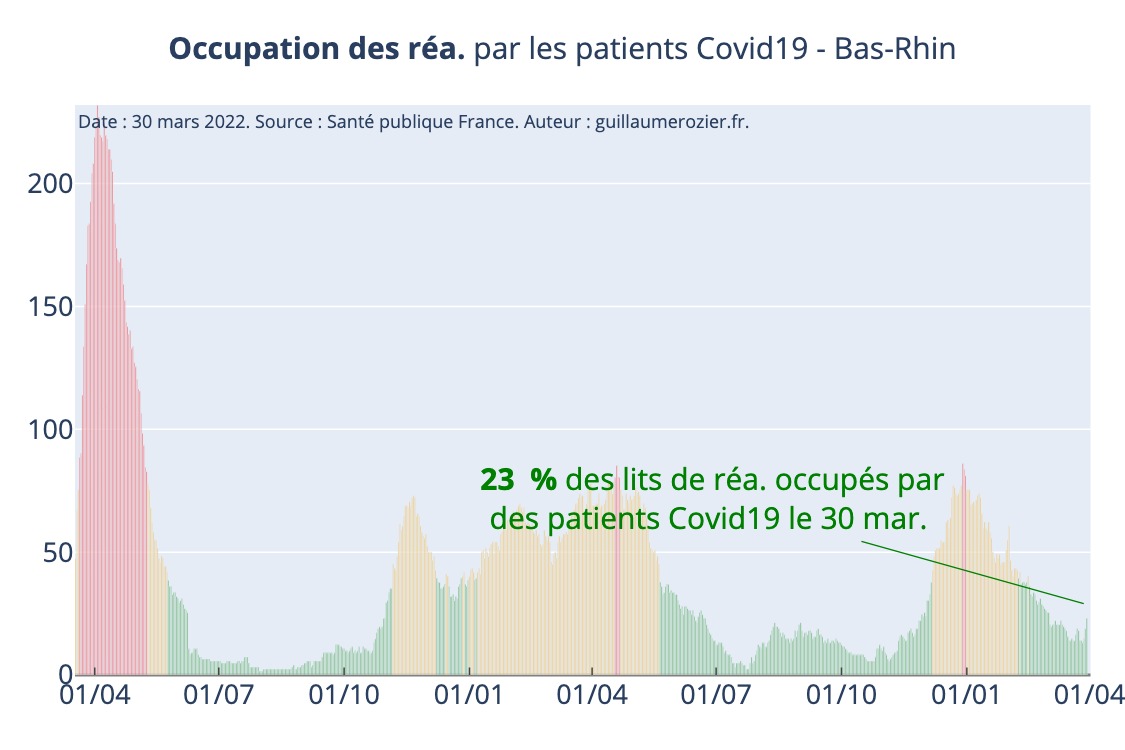 Occupation des réa. par les patients Covid19 - Bas-Rhin
Date : 30 mars 2022. Source : Santé publique France. Auteur : guillaumerozier.fr.
200
150
100
50
0
23 % des lits de réa. occupés par
des patients Covid19 le 30 mar.
01/04 01/07 01/10 01/01 01/04 01/07 01/10 01/01 01/04